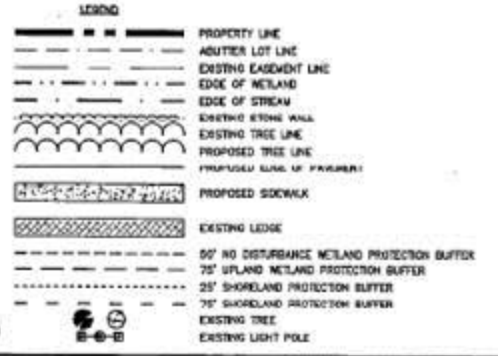 LEGEND
PROPERTY LINE
ABUTTER LOT LINE
EXISTING EASEMENT LINE
EDGE OF WETLAND
EDGE OF STREAM
EXISTING STONE WALL
EXISTING TREE LINE
PROPOSED TREE LINE
PROPOSED EDGE OF PAVEMENT
PROPOSED SIDEWALK
EXISTING LEDGE
50' NO DISTURBANCE WETLAND PROTECTION BUFFER
75' UPLAND WETLAND PROTECTION BUFFER
25' SHORELAND PROTECTION BUFFER
75' SHORELAND PROTECTION BUFFER
EXISTING TREE
EXISTING LIGHT POLE